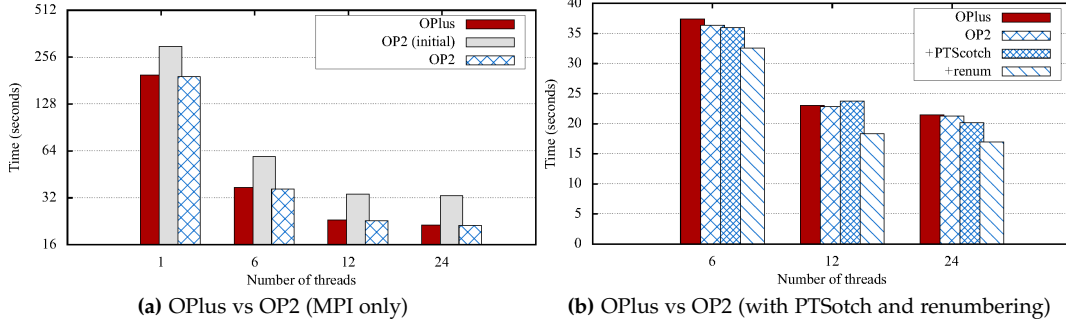 512
256
128
64
32
16
Time (seconds)
OPlus
OP2 (initial)
OP2
1 6 12 24
Number of threads
(a) OPlus vs OP2 (MPI only)
40
35
30
25
20
15
10
5
0
Time (seconds)
OPlus
OP2
+PTScotch
+renum
6 12 24
Number of threads
(b) OPlus vs OP2 (with PTSotch and renumbering)